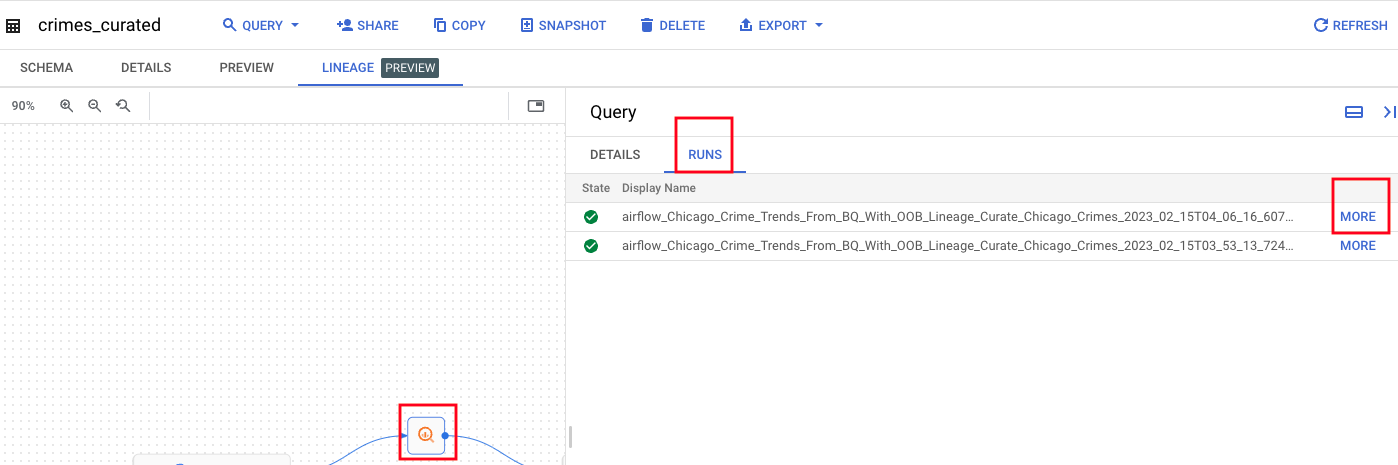 crimes_curated QUERY SHARE COPY SNAPSHOT DELETE EXPORT REFRESH
SCHEMA DETAILS PREVIEW LINEAGE PREVIEW
90%
Query
DETAILS RUNS
State Display Name
airflow_Chicago_Crime_Trends_From_BQ_With_OOB_Lineage_Curate_Chicago_Crimes_2023_02_15T04_06_16_607... MORE
airflow_Chicago_Crime_Trends_From_BQ_With_OOB_Lineage_Curate_Chicago_Crimes_2023_02_15T03_53_13_724... MORE